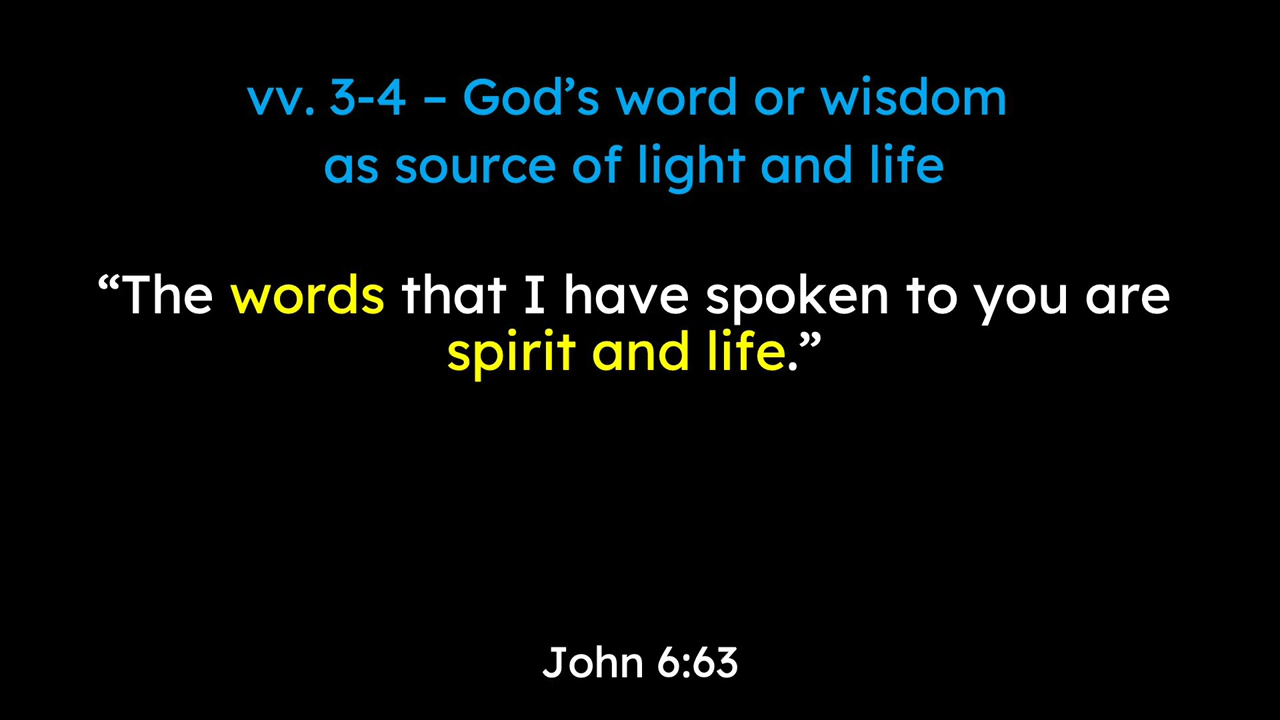 vv. 3-4 – God’s word or wisdom
as source of light and life
“The words that I have spoken to you are
spirit and life.”
John 6:63